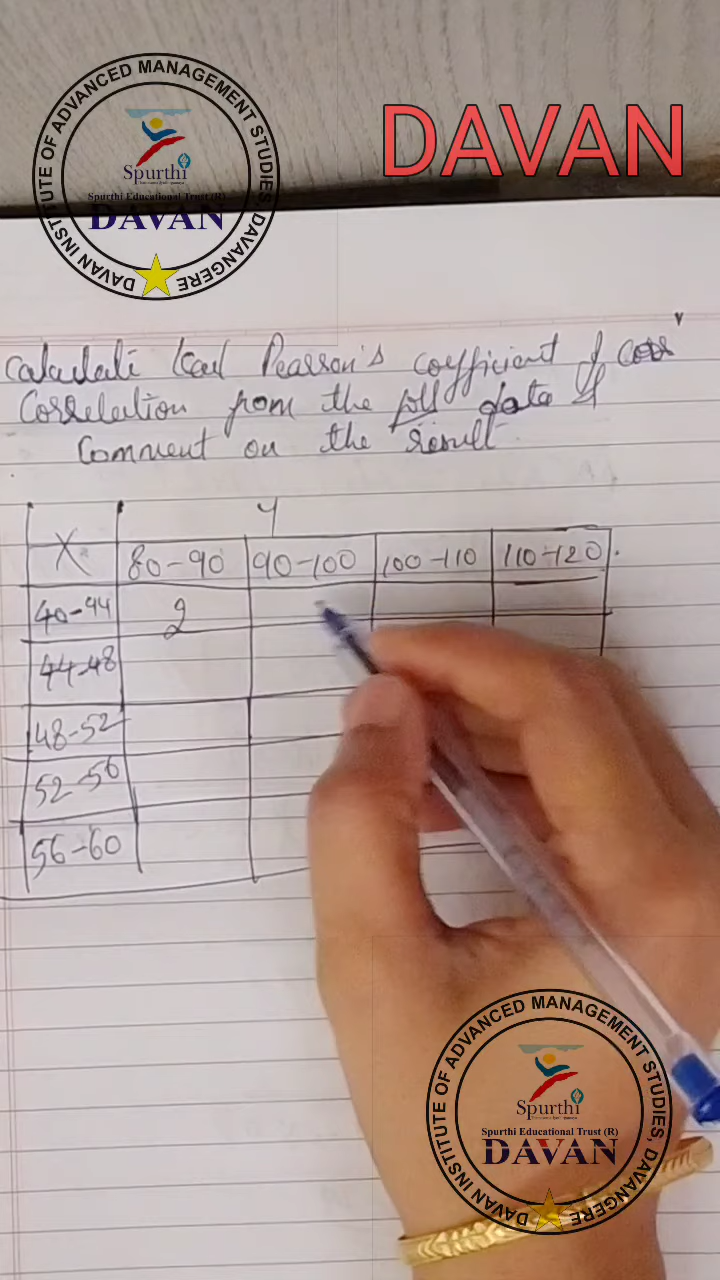 DAVAN INSTITUTE OF ADVANCED MANAGEMENT STUDIES, DAVANGERE
Spurthi
Spurthi Educational Trust (R)
DAVAN
DAVAN
Calculate Karl Pearson's coefficient of
Correlation from the data &
Comment on the result.
X Y
80-90 90-100 100-110 110-120
40-44 2
44-48
48-52
52-56
56-60
DAVAN INSTITUTE OF ADVANCED MANAGEMENT STUDIES, DAVANGERE
Spurthi
Spurthi Educational Trust (R)
DAVAN